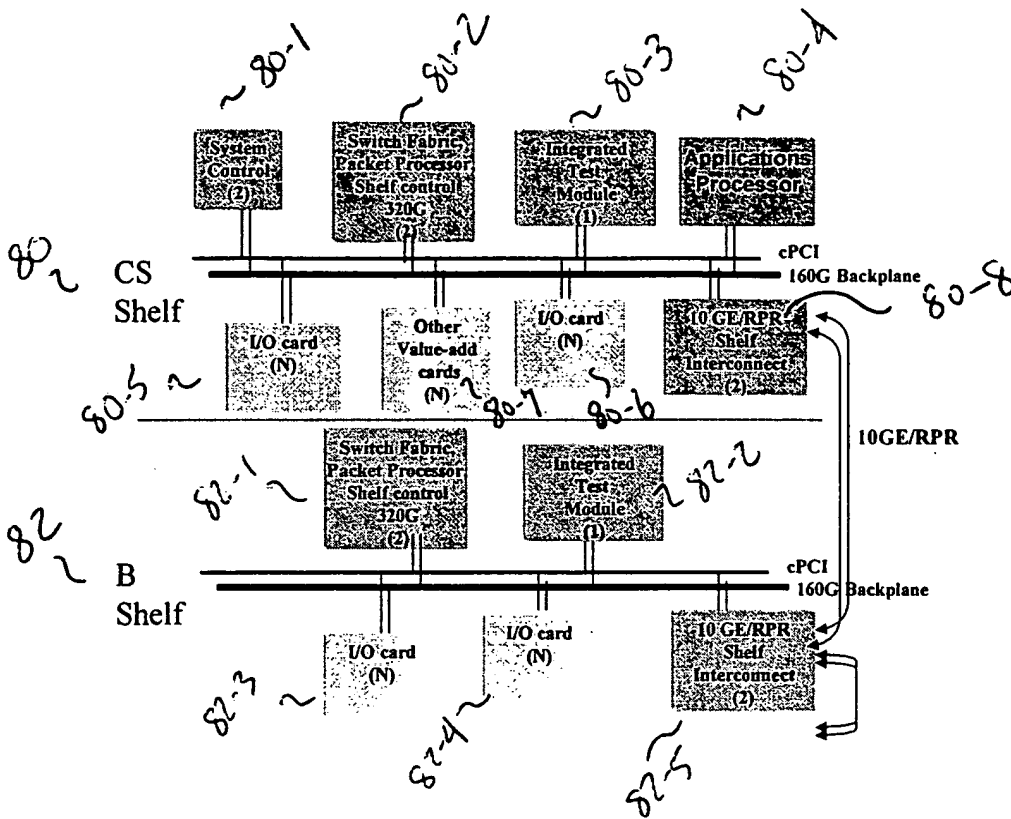 80-1
80-2
80-3
80-4
System
Control
(2)
Switch Fabric
Packet Processor
Shelf control
320G
(2)
Integrated
Test
Module
(1)
Applications
Processor
80
CS
Shelf
cPCI
160G Backplane
80-8
I/O card
(N)
Other
Value-add
cards
(N)
I/O card
(N)
10 GE/RPR
Shelf
Interconnect
(2)
80-5
80-7
80-6
10GE/RPR
82-1
Switch Fabric
Packet Processor
Shelf control
320G
(2)
Integrated
Test
Module
(1)
82-2
82
B
Shelf
cPCI
160G Backplane
I/O card
(N)
I/O card
(N)
10 GE/RPR
Shelf
Interconnect
(2)
82-3
82-4
82-5